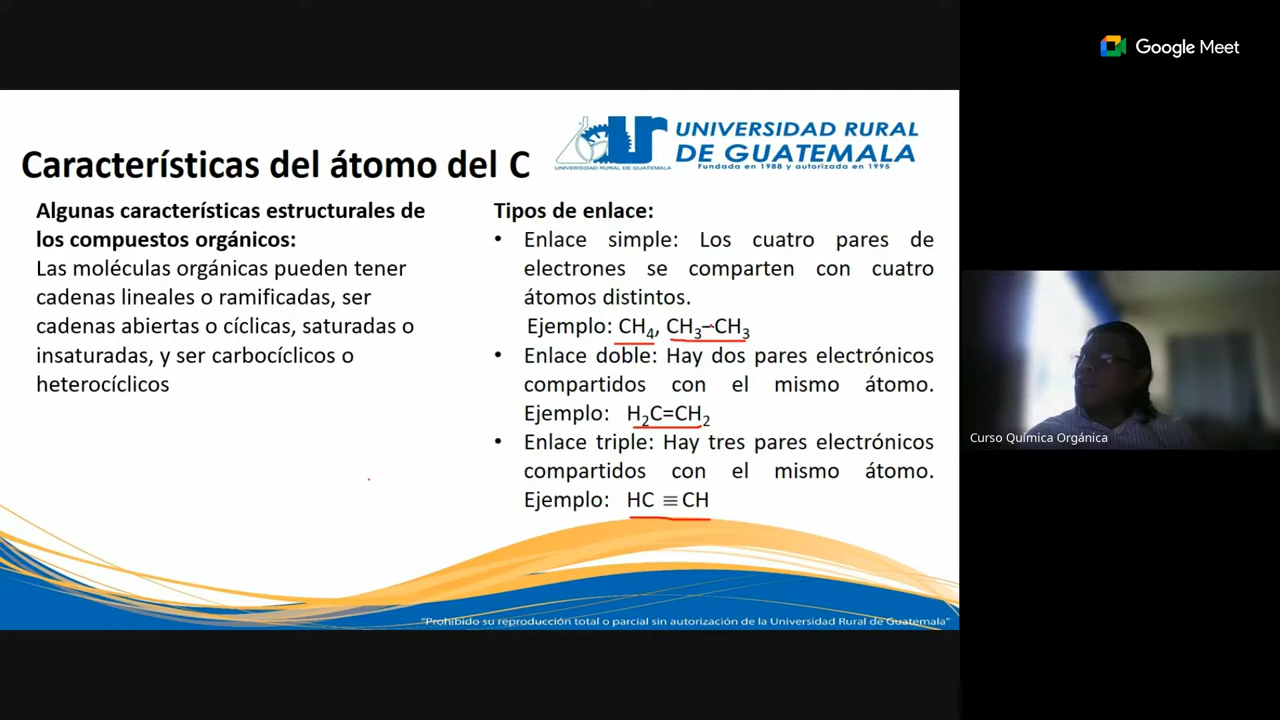 Google Meet
UNIVERSIDAD RURAL
DE GUATEMALA
Fundada en 1988 y autorizada en 1995
UNIVERSIDAD RURAL DE GUATEMALA
Características del átomo del C
Algunas características estructurales de
los compuestos orgánicos:
Las moléculas orgánicas pueden tener
cadenas lineales o ramificadas, ser
cadenas abiertas o cíclicas, saturadas o
insaturadas, y ser carbocíclicos o
heterocíclicos
Tipos de enlace:
• Enlace simple: Los cuatro pares de
electrones se comparten con cuatro
átomos distintos.
Ejemplo: CH₄, CH₃–CH₃
• Enlace doble: Hay dos pares electrónicos
compartidos con el mismo átomo.
Ejemplo: H₂C=CH₂
• Enlace triple: Hay tres pares electrónicos
compartidos con el mismo átomo.
Ejemplo: HC ≡ CH
"Prohibido su reproducción total o parcial sin autorización de la Universidad Rural de Guatemala"
Curso Química Orgánica